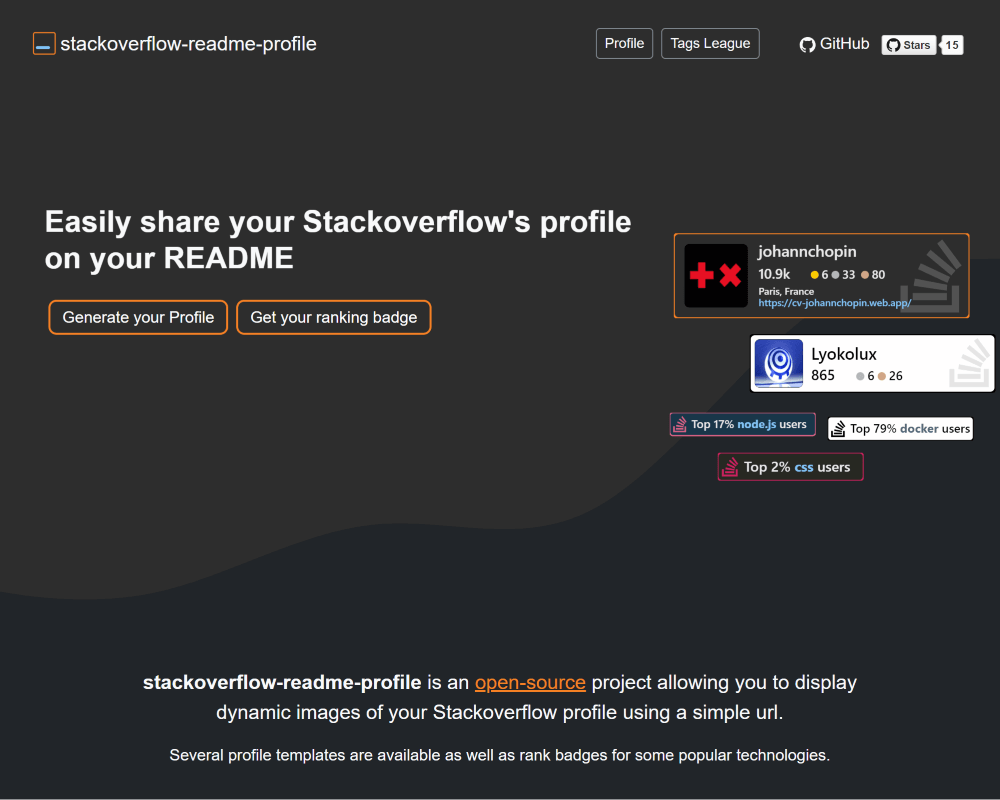 stackoverflow-readme-profile
Profile
Tags League
GitHub
Stars
15
Easily share your Stackoverflow's profile
on your README
Generate your Profile
Get your ranking badge
johannchopin
10.9k 6 33 80
Paris, France
https://cv-johannchopin.web.app/
Lyokolux
865 6 26
Top 17% node.js users
Top 79% docker users
Top 2% css users
stackoverflow-readme-profile is an open-source project allowing you to display
dynamic images of your Stackoverflow profile using a simple url.
Several profile templates are available as well as rank badges for some popular technologies.